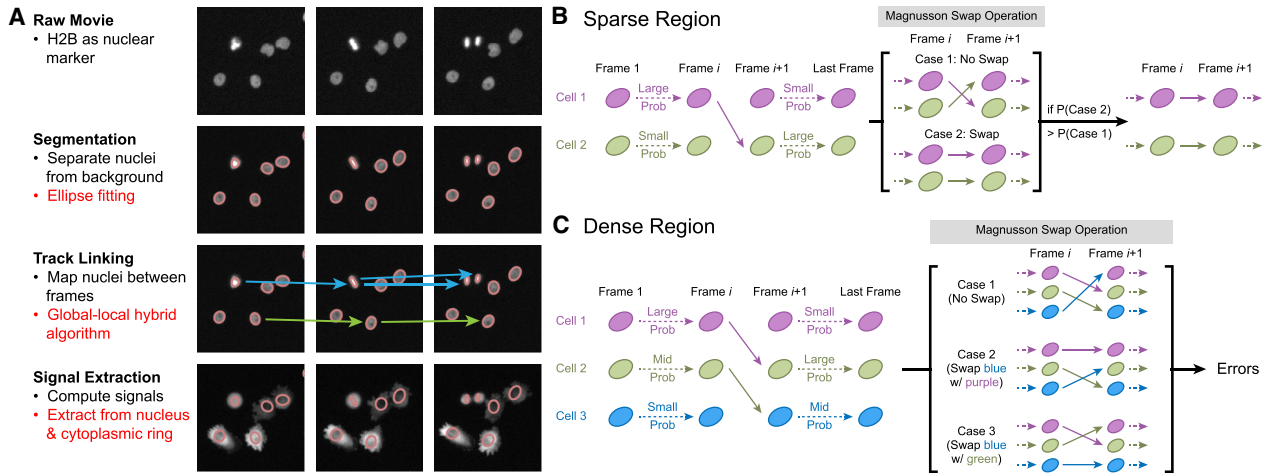 A
Raw Movie
• H2B as nuclear
marker
Segmentation
• Separate nuclei
from background
• Ellipse fitting
Track Linking
• Map nuclei between
frames
• Global-local hybrid
algorithm
Signal Extraction
• Compute signals
• Extract from nucleus
& cytoplasmic ring
B Sparse Region
Magnusson Swap Operation
Frame i Frame i+1
Case 1: No Swap
Case 2: Swap
Frame 1 Frame i Frame i+1 Last Frame
Cell 1 Large Prob Small Prob
Cell 2 Small Prob Large Prob
if P(Case 2)
> P(Case 1)
Frame i Frame i+1
C Dense Region
Magnusson Swap Operation
Frame i Frame i+1
Frame 1 Frame i Frame i+1 Last Frame
Cell 1 Large Prob Small Prob
Cell 2 Mid Prob Large Prob
Cell 3 Small Prob Mid Prob
Case 1
(No Swap)
Case 2
(Swap blue
w/ purple)
Case 3
(Swap blue
w/ green)
Errors